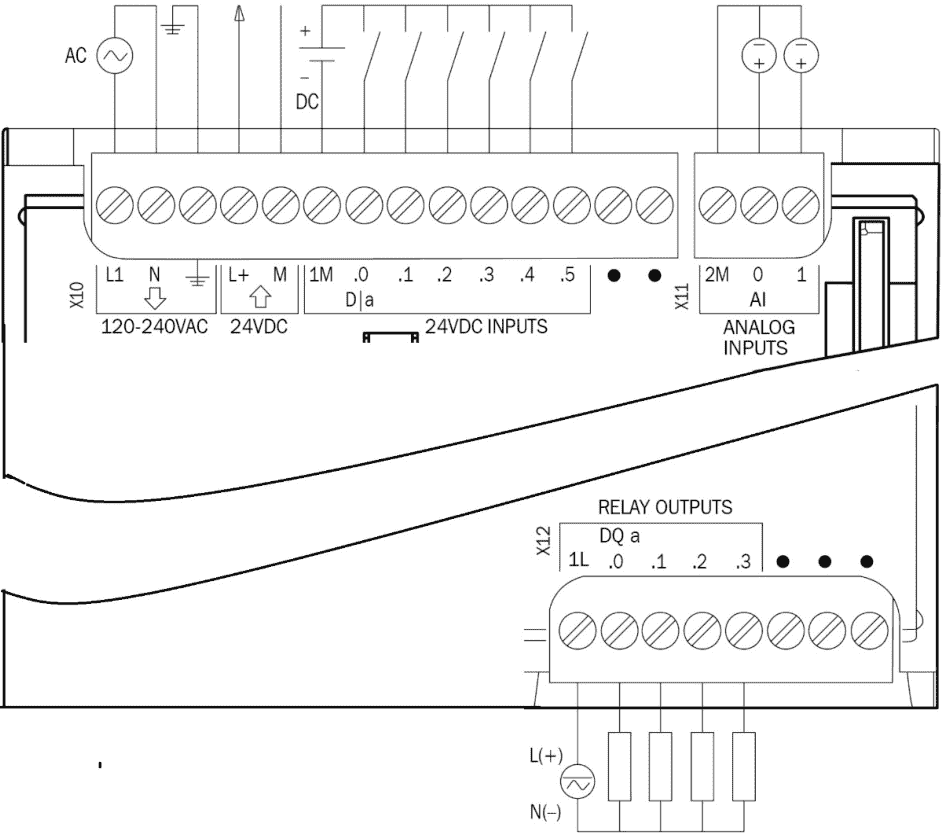 AC
+
−
DC
−
+
−
+
X10
L1 N
120-240VAC
L+ M
24VDC
1M .0 .1 .2 .3 .4 .5
D|a
24VDC INPUTS
X11
2M 0 1
AI
ANALOG
INPUTS
RELAY OUTPUTS
X12
DQ a
1L .0 .1 .2 .3
L(+)
N(−)